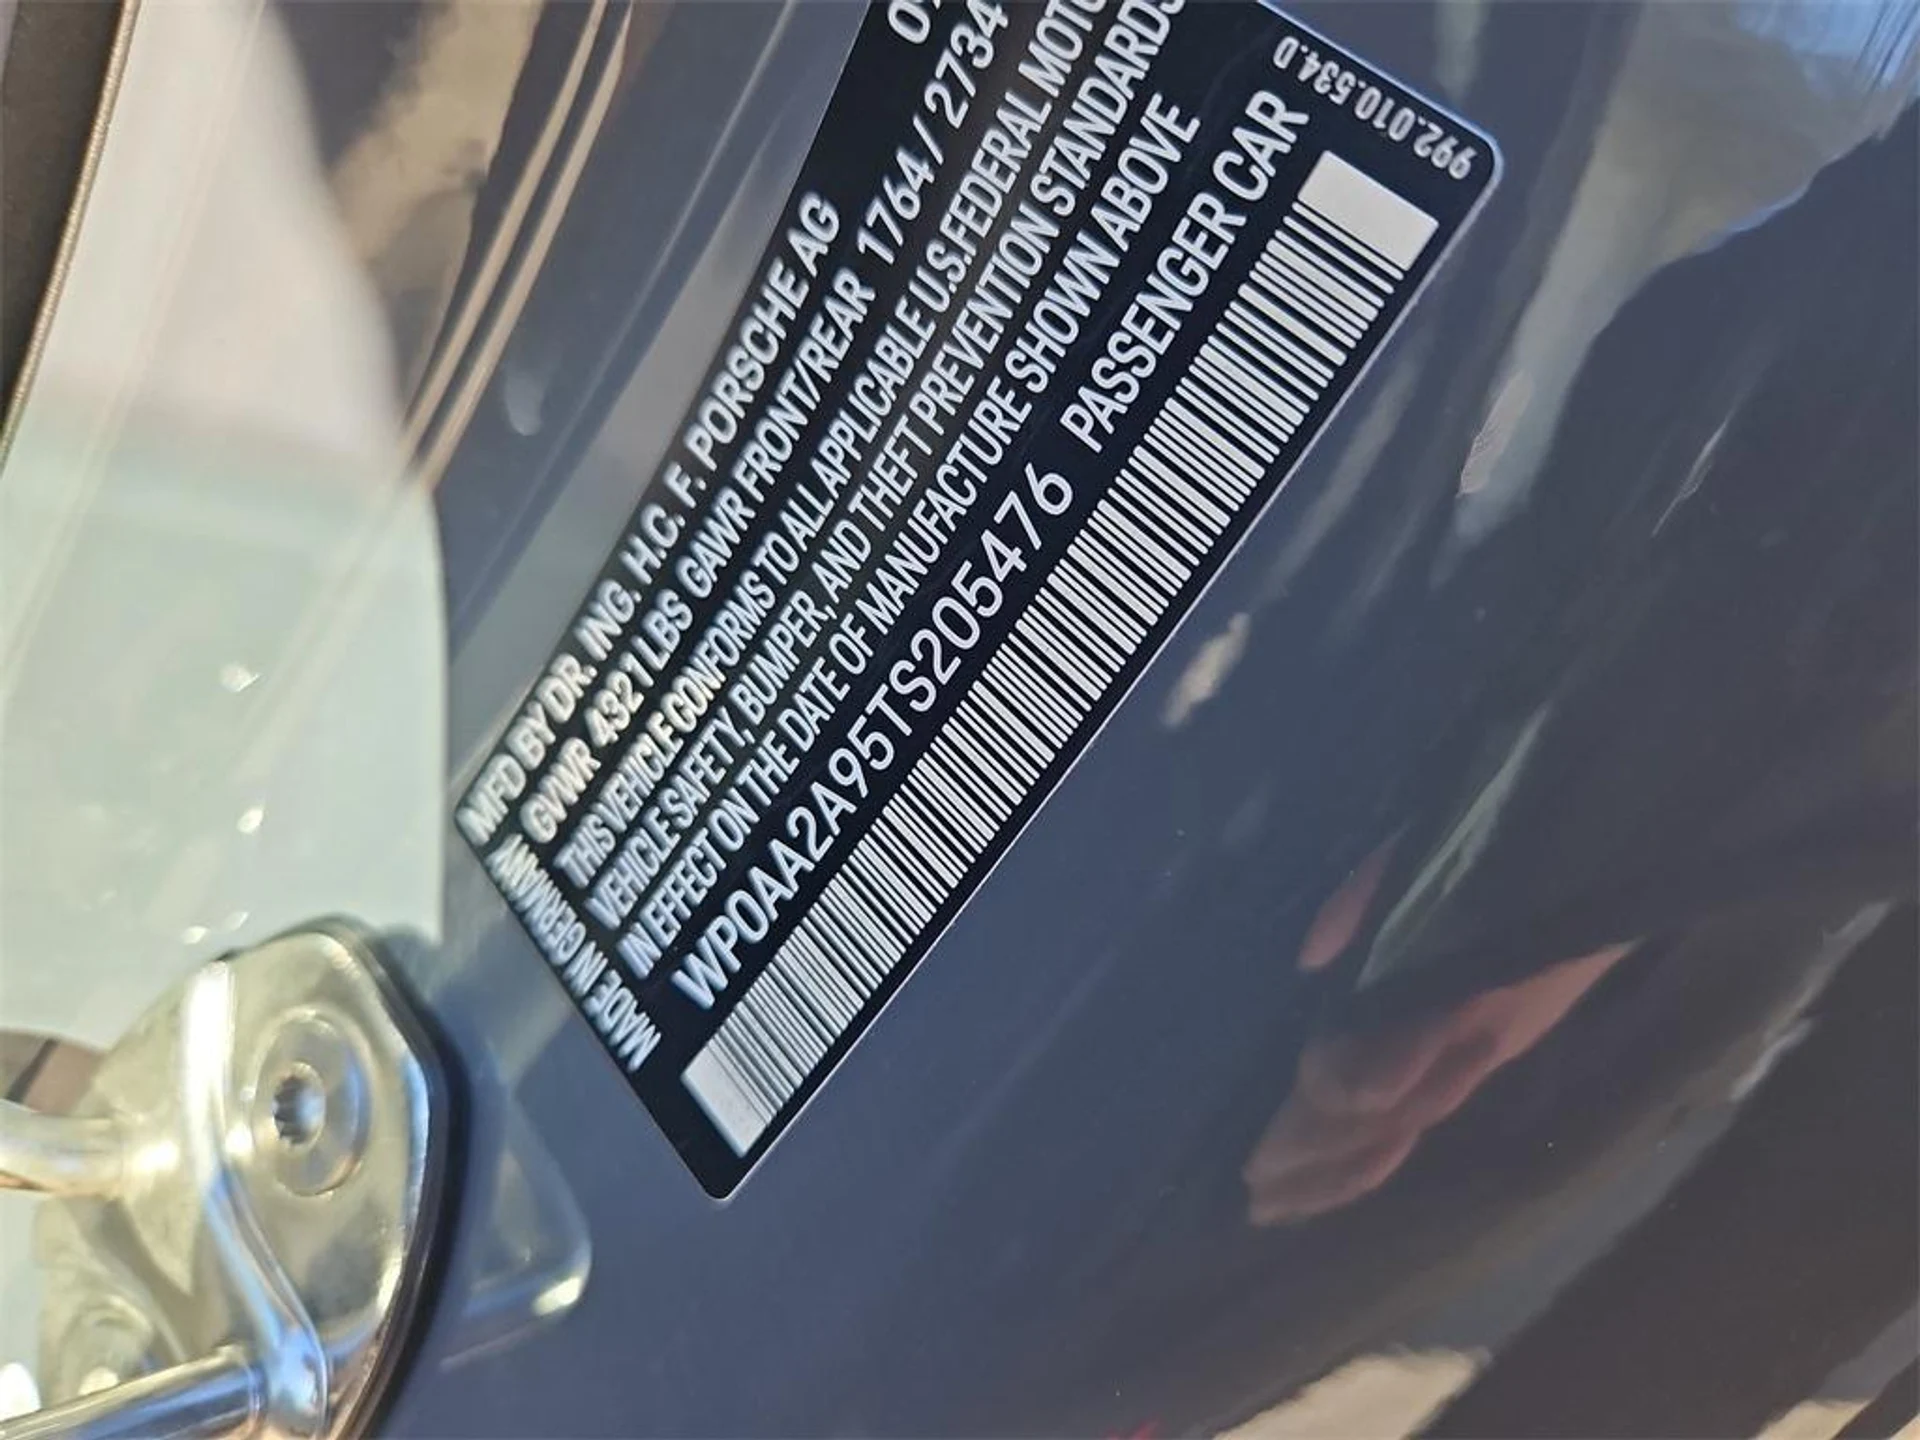 MFD BY DR. ING. H.C. F. PORSCHE AG
GVWR 4321 LBS GAWR FRONT/REAR 1764 / 2734
THIS VEHICLE CONFORMS TO ALL APPLICABLE U.S. FEDERAL
VEHICLE SAFETY, BUMPER, AND THEFT PREVENTION STANDARDS
IN EFFECT ON THE DATE OF MANUFACTURE SHOWN ABOVE
WP0AA2A95TS205476 PASSENGER CAR
MADE IN GERMANY
992.010.534.D